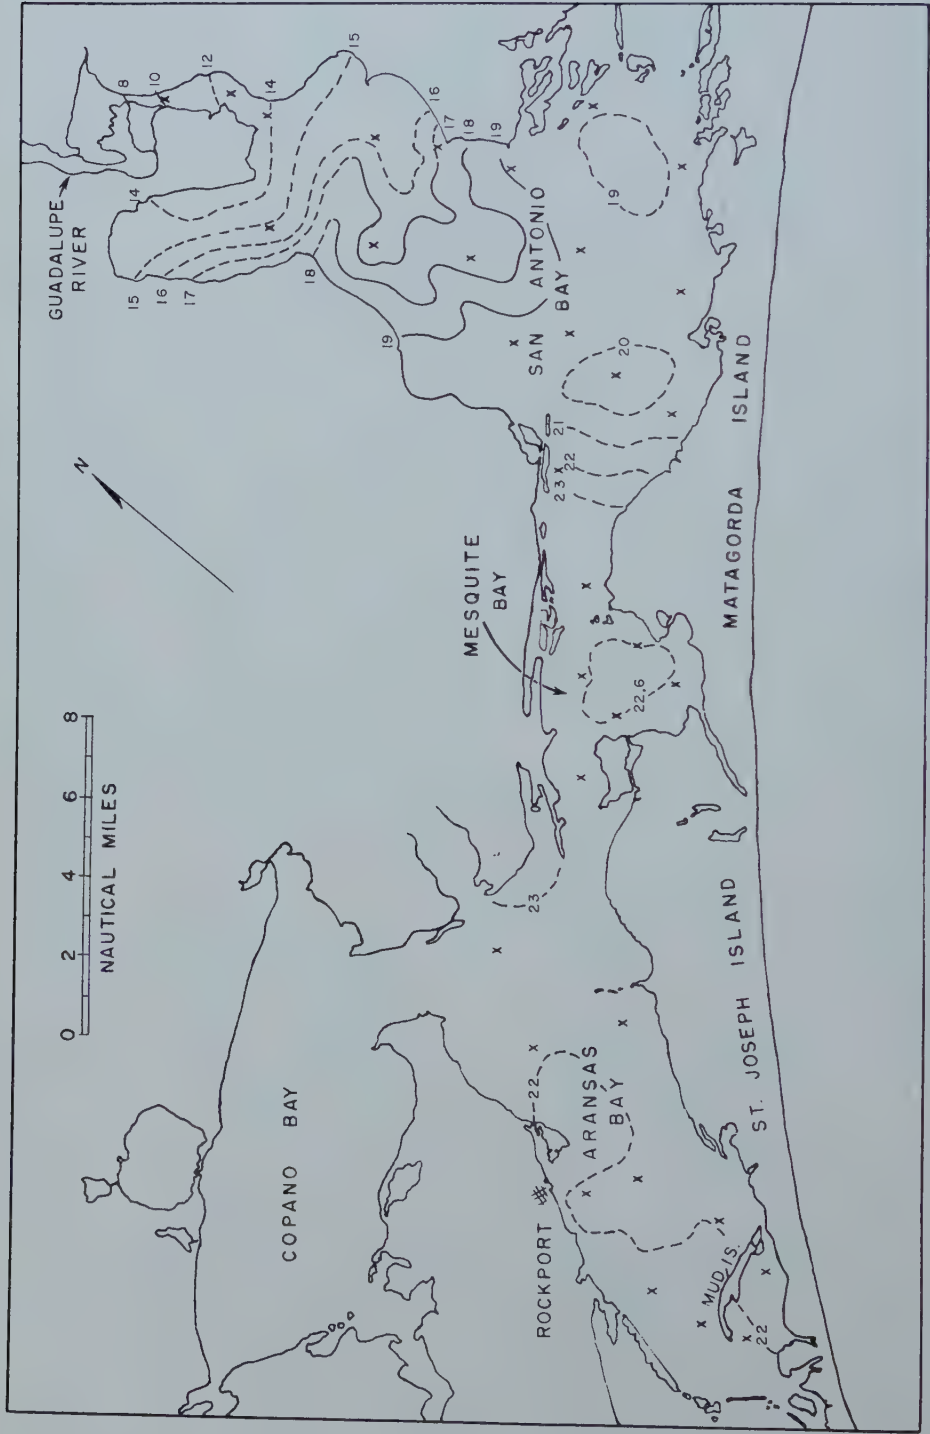 GUADALUPE
RIVER
8
10
12
14
15
14
15
16
17
18
19
16
17
18
19
N
SAN ANTONIO
BAY
19
20
21
22
23
MESQUITE
BAY
22.6
MATAGORDA ISLAND
0 2 4 6 8
NAUTICAL MILES
23
COPANO BAY
ARANSAS
BAY
22
ROCKPORT
ST. JOSEPH ISLAND
MUD IS.
22